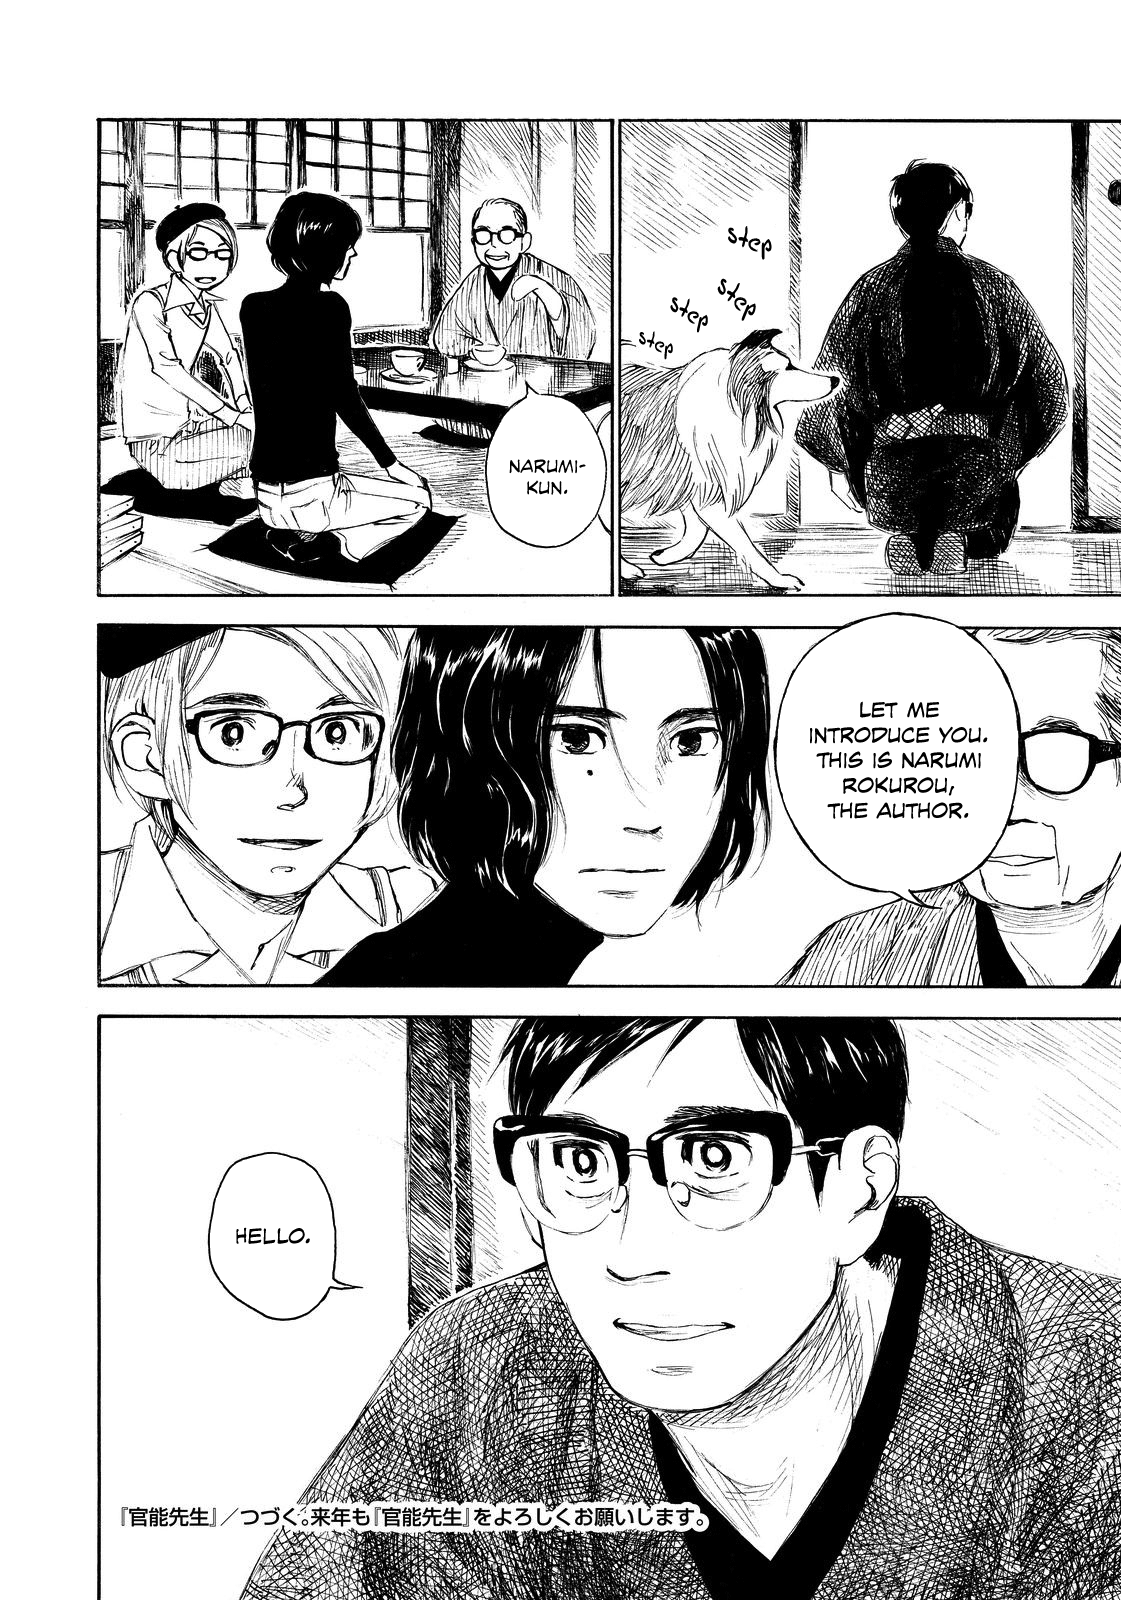 step
step
step
step
NARUMI-
KUN.
LET ME
INTRODUCE YOU.
THIS IS NARUMI
ROKUROU,
THE AUTHOR.
HELLO.
『官能先生』／つづく。来年も『官能先生』をよろしくお願いします。